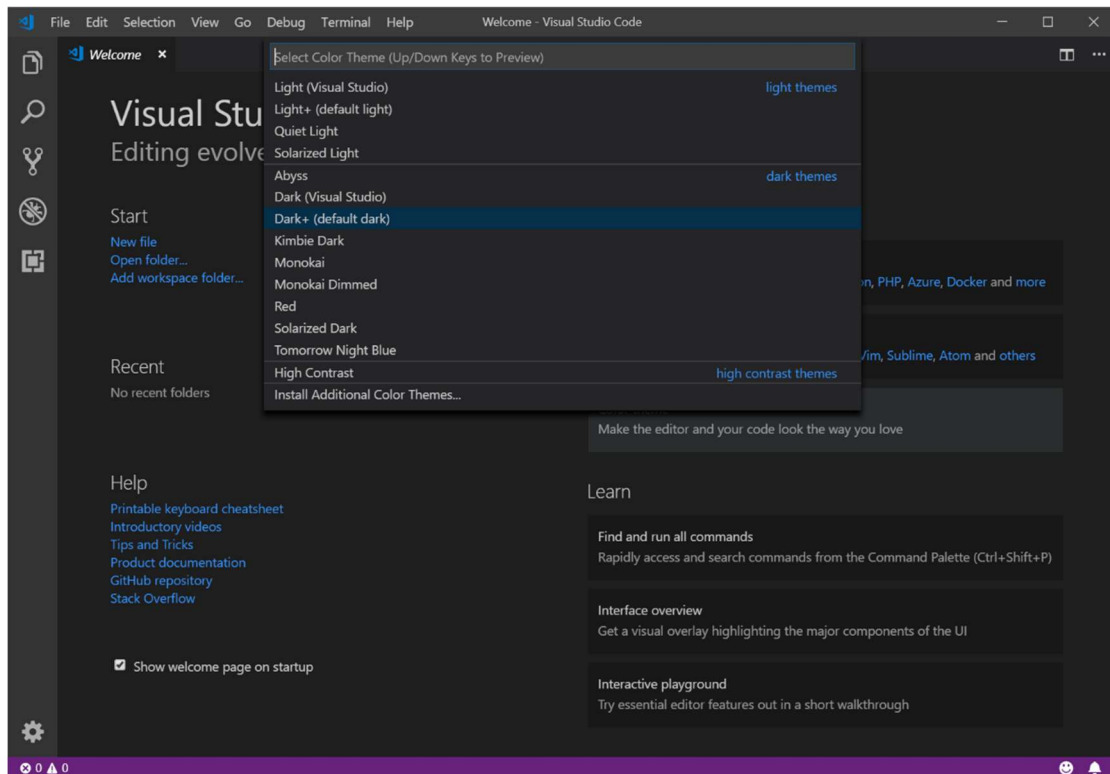 File Edit Selection View Go Debug Terminal Help Welcome - Visual Studio Code
Welcome
Select Color Theme (Up/Down Keys to Preview)
Light (Visual Studio) light themes
Light+ (default light)
Quiet Light
Solarized Light
Abyss dark themes
Dark (Visual Studio)
Dark+ (default dark)
Kimbie Dark
Monokai
Monokai Dimmed
Red
Solarized Dark
Tomorrow Night Blue
High Contrast high contrast themes
Install Additional Color Themes...
Visual Stu
Editing evolve
Start
New file
Open folder...
Add workspace folder...
Recent
No recent folders
Help
Printable keyboard cheatsheet
Introductory videos
Tips and Tricks
Product documentation
GitHub repository
Stack Overflow
Show welcome page on startup
on, PHP, Azure, Docker and more
Vim, Sublime, Atom and others
Make the editor and your code look the way you love
Learn
Find and run all commands
Rapidly access and search commands from the Command Palette (Ctrl+Shift+P)
Interface overview
Get a visual overlay highlighting the major components of the UI
Interactive playground
Try essential editor features out in a short walkthrough
0 0